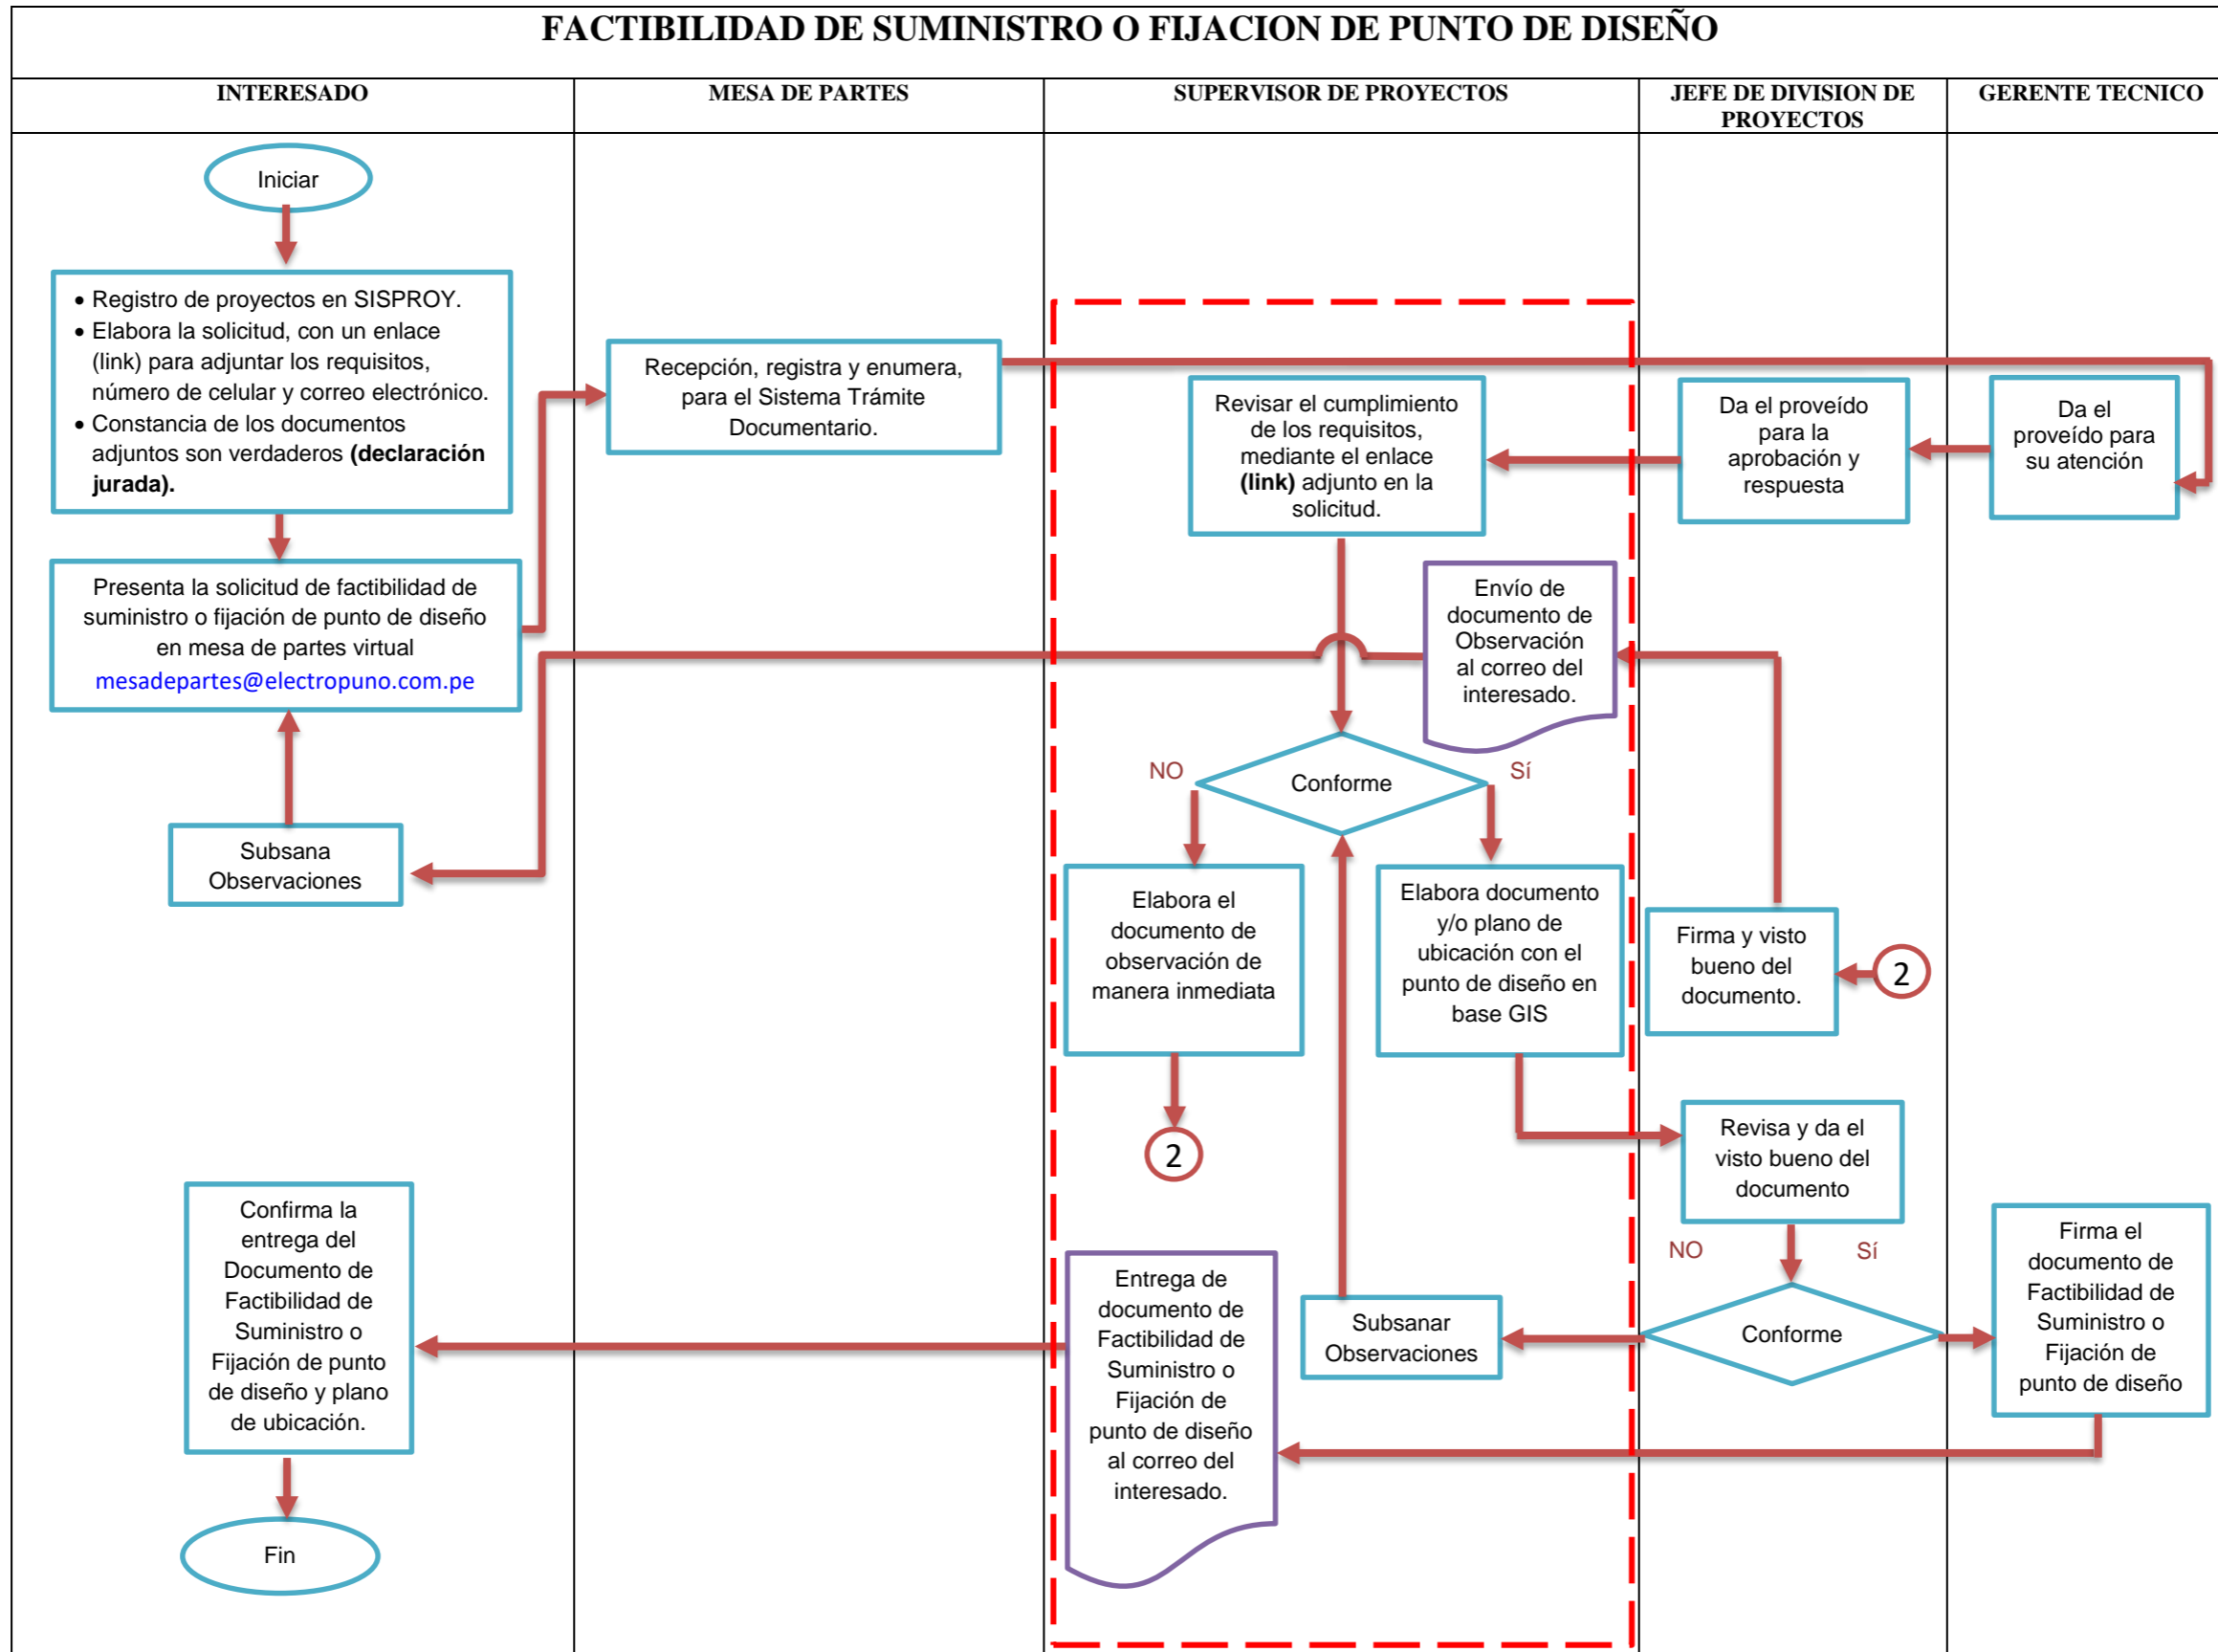 FACTIBILIDAD DE SUMINISTRO O FIJACION DE PUNTO DE DISEÑO
INTERESADO
MESA DE PARTES
SUPERVISOR DE PROYECTOS
JEFE DE DIVISION DE
PROYECTOS
GERENTE TECNICO
Iniciar
• Registro de proyectos en SISPROY.
• Elabora la solicitud, con un enlace
(link) para adjuntar los requisitos,
número de celular y correo electrónico.
• Constancia de los documentos
adjuntos son verdaderos (declaración
jurada).
Recepción, registra y enumera,
para el Sistema Trámite
Documentario.
Revisar el cumplimiento
de los requisitos,
mediante el enlace
(link) adjunto en la
solicitud.
Da el proveído
para la
aprobación y
respuesta
Da el
proveído para
su atención
Presenta la solicitud de factibilidad de
suministro o fijación de punto de diseño
en mesa de partes virtual
mesadepartes@electropuno.com.pe
Envío de
documento de
Observación
al correo del
interesado.
NO
Conforme
Sí
Subsana
Observaciones
Elabora el
documento de
observación de
manera inmediata
Elabora documento
y/o plano de
ubicación con el
punto de diseño en
base GIS
Firma y visto
bueno del
documento.
2
2
Revisa y da el
visto bueno del
documento
NO
Sí
Conforme
Confirma la
entrega del
Documento de
Factibilidad de
Suministro o
Fijación de punto
de diseño y plano
de ubicación.
Entrega de
documento de
Factibilidad de
Suministro o
Fijación de
punto de diseño
al correo del
interesado.
Subsanar
Observaciones
Firma el
documento de
Factibilidad de
Suministro o
Fijación de
punto de diseño
Fin